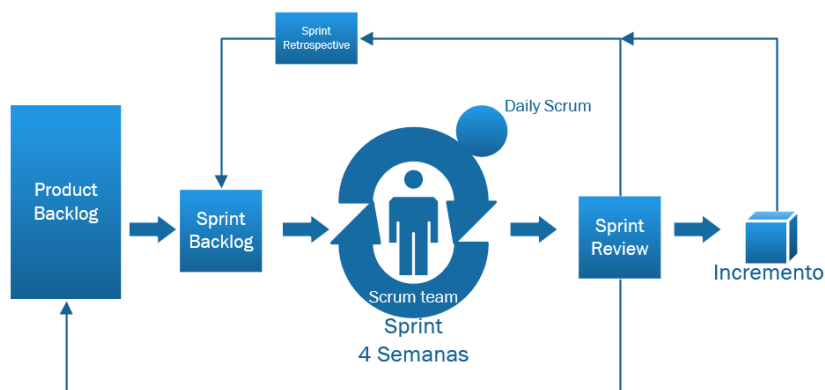 Sprint
Retrospective
Daily Scrum
Product
Backlog
Sprint
Backlog
Scrum team
Sprint
4 Semanas
Sprint
Review
Incremento